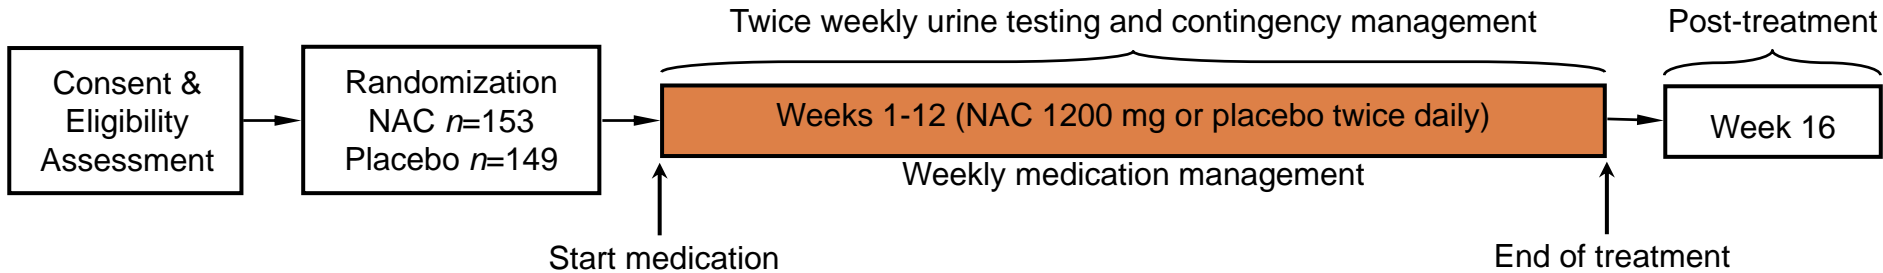 Twice weekly urine testing and contingency management
Post-treatment
Consent &
Eligibility
Assessment
Randomization
NAC n=153
Placebo n=149
Weeks 1-12 (NAC 1200 mg or placebo twice daily)
Week 16
Weekly medication management
Start medication
End of treatment